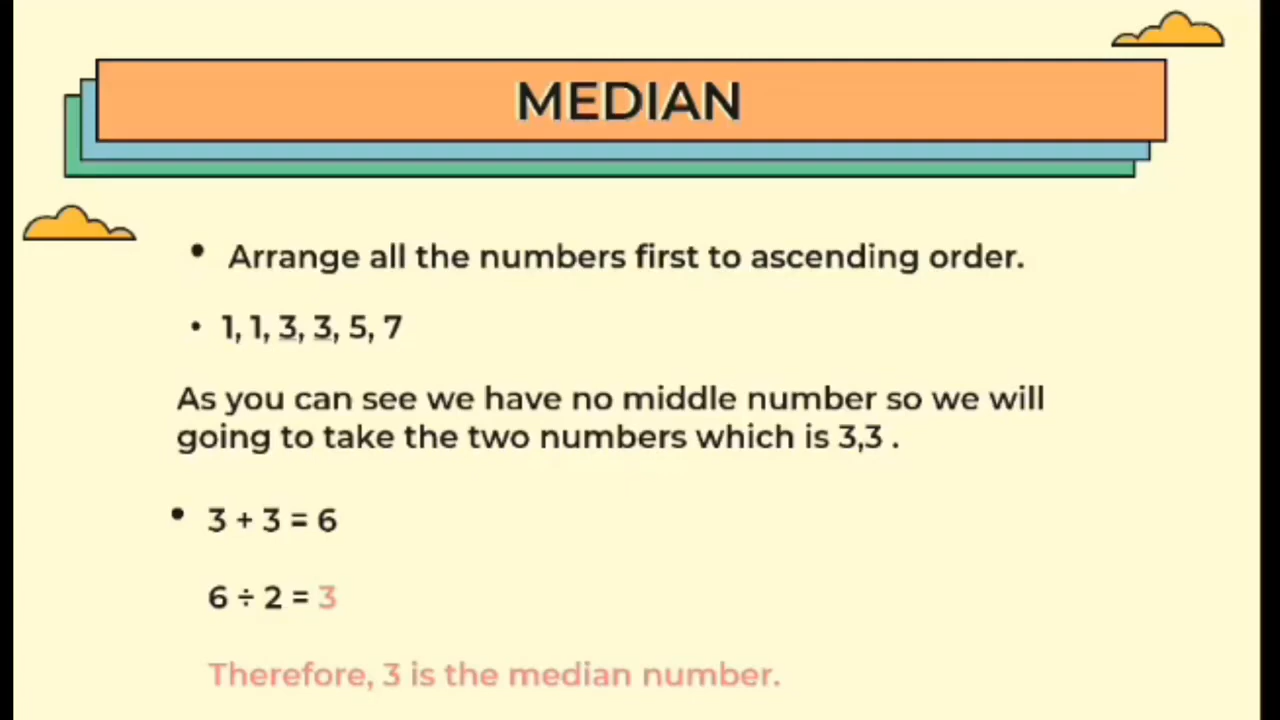 MEDIAN
• Arrange all the numbers first to ascending order.
• 1, 1, 3, 3, 5, 7
As you can see we have no middle number so we will
going to take the two numbers which is 3,3 .
• 3 + 3 = 6
6 ÷ 2 = 3
Therefore, 3 is the median number.